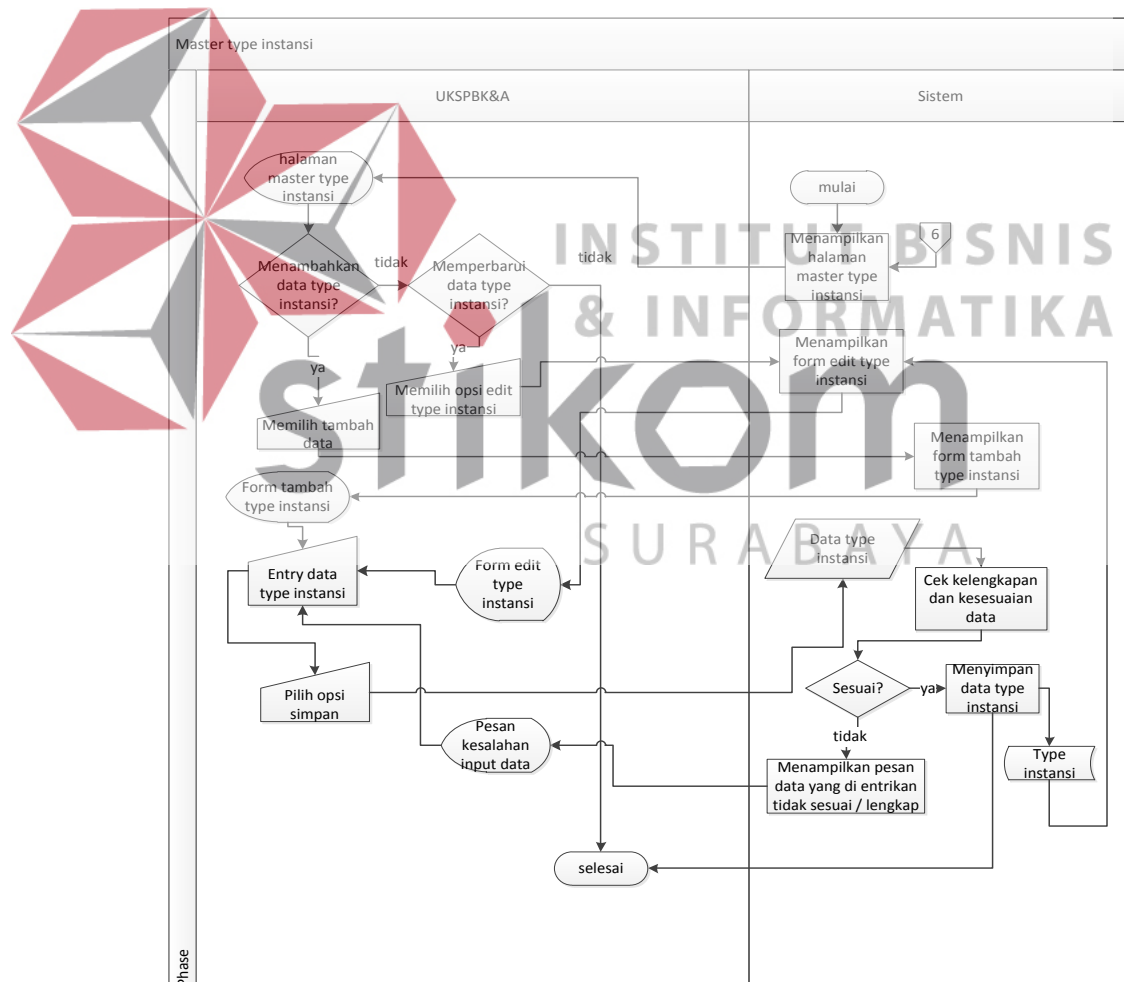 Master type instansi
UKSPBK&A
Sistem
Phase
halaman
master type
instansi
mulai
6
Menampilkan
halaman
master type
instansi
Menambahkan
data type
instansi?
tidak
Memperbarui
data type
instansi?
tidak
ya
ya
Memilih opsi edit
type instansi
Menampilkan
form edit type
instansi
Memilih tambah
data
Menampilkan
form tambah
type instansi
Form tambah
type instansi
Data type
instansi
Entry data
type instansi
Form edit
type
instansi
Cek kelengkapan
dan kesesuaian
data
Pilih opsi
simpan
Sesuai?
ya
Menyimpan
data type
instansi
tidak
Pesan
kesalahan
input data
Menampilkan pesan
data yang di entrikan
tidak sesuai / lengkap
Type
instansi
selesai
INSTITUT BISNIS
& INFORMATIKA
stikom
SURABAYA